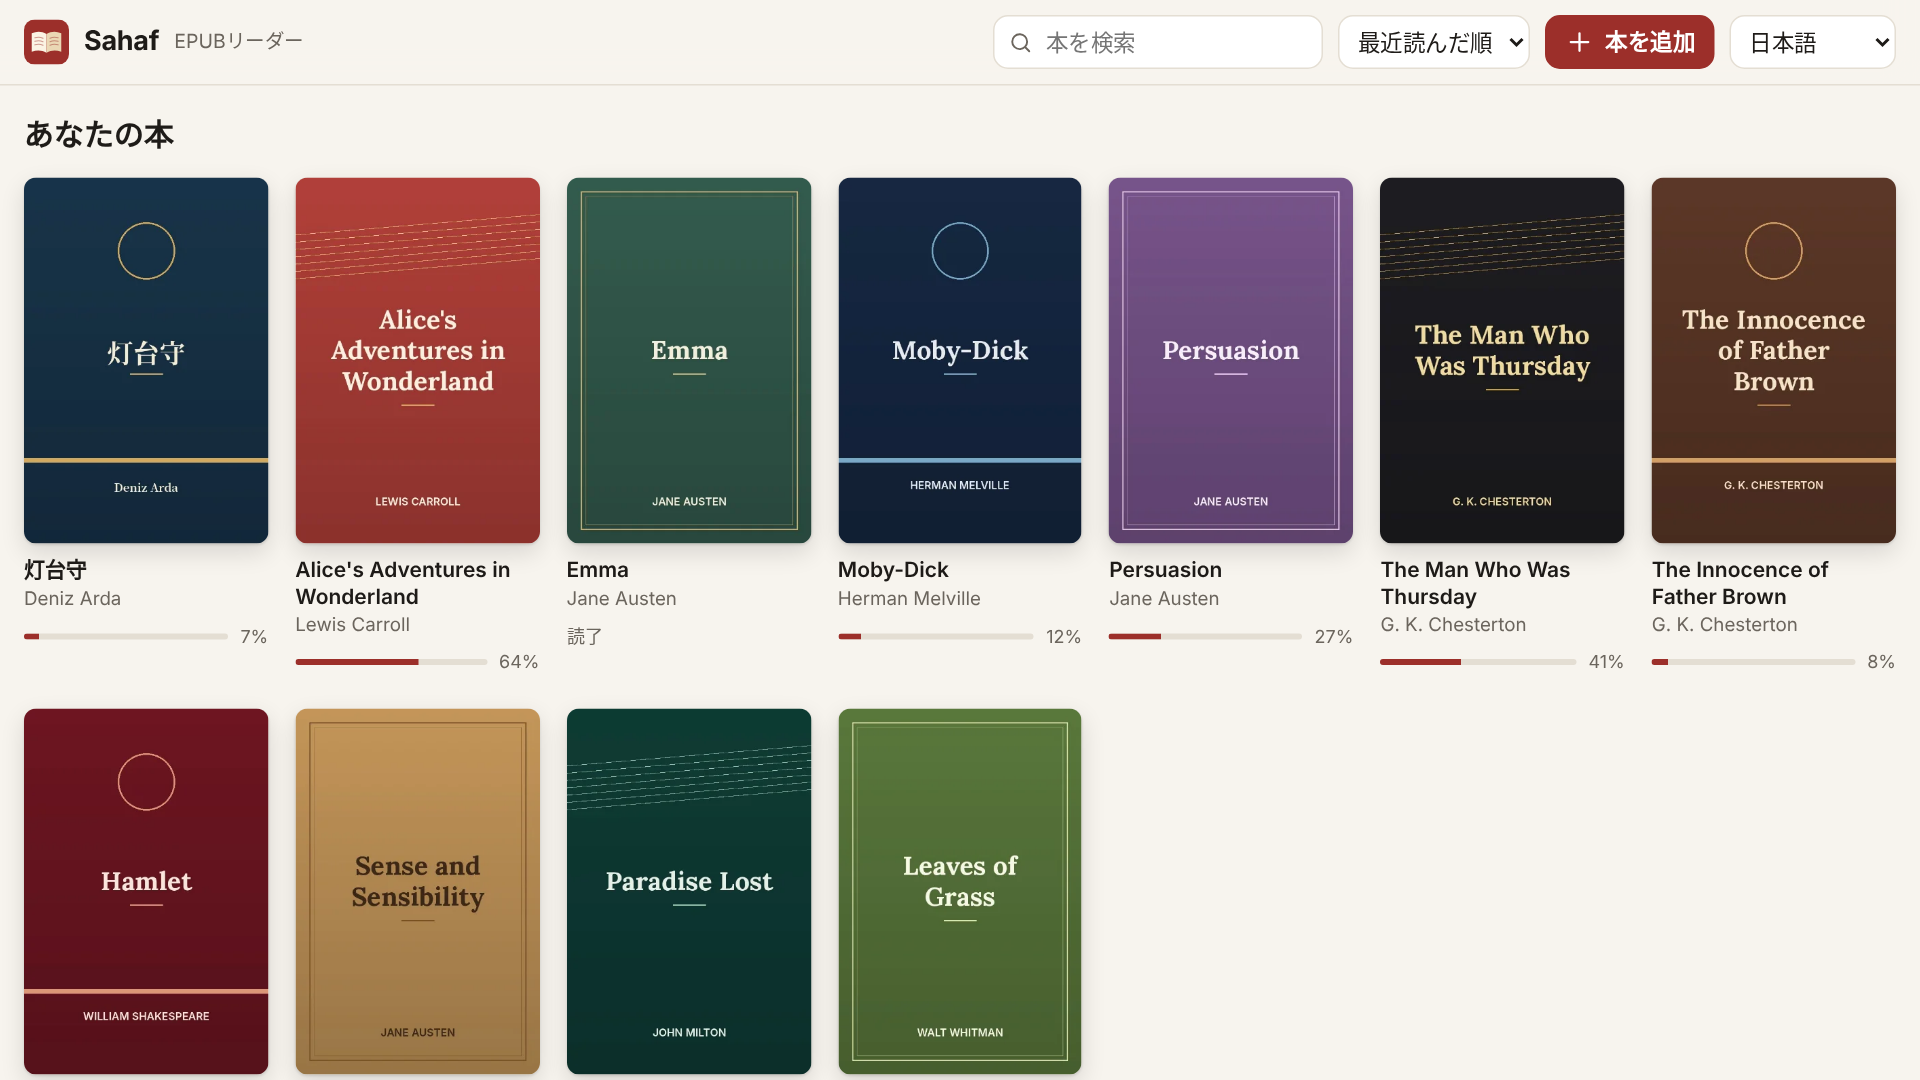 Sahaf EPUBリーダー
本を検索
最近読んだ順
本を追加
日本語
あなたの本
灯台守
Deniz Arda
Alice's
Adventures in
Wonderland
LEWIS CARROLL
Emma
JANE AUSTEN
Moby-Dick
HERMAN MELVILLE
Persuasion
JANE AUSTEN
The Man Who
Was Thursday
G. K. CHESTERTON
The Innocence
of Father
Brown
G. K. CHESTERTON
灯台守
Deniz Arda
7%
Alice's Adventures in
Wonderland
Lewis Carroll
64%
Emma
Jane Austen
読了
Moby-Dick
Herman Melville
12%
Persuasion
Jane Austen
27%
The Man Who Was
Thursday
G. K. Chesterton
41%
The Innocence of
Father Brown
G. K. Chesterton
8%
Hamlet
WILLIAM SHAKESPEARE
Sense and
Sensibility
JANE AUSTEN
Paradise Lost
JOHN MILTON
Leaves of
Grass
WALT WHITMAN